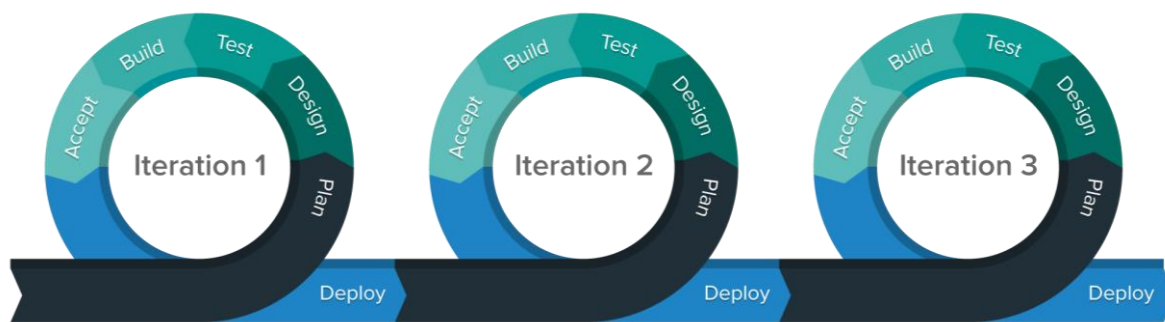 Build
Test
Accept
Design
Iteration 1
Plan
Deploy
Build
Test
Accept
Design
Iteration 2
Plan
Deploy
Build
Test
Accept
Design
Iteration 3
Plan
Deploy